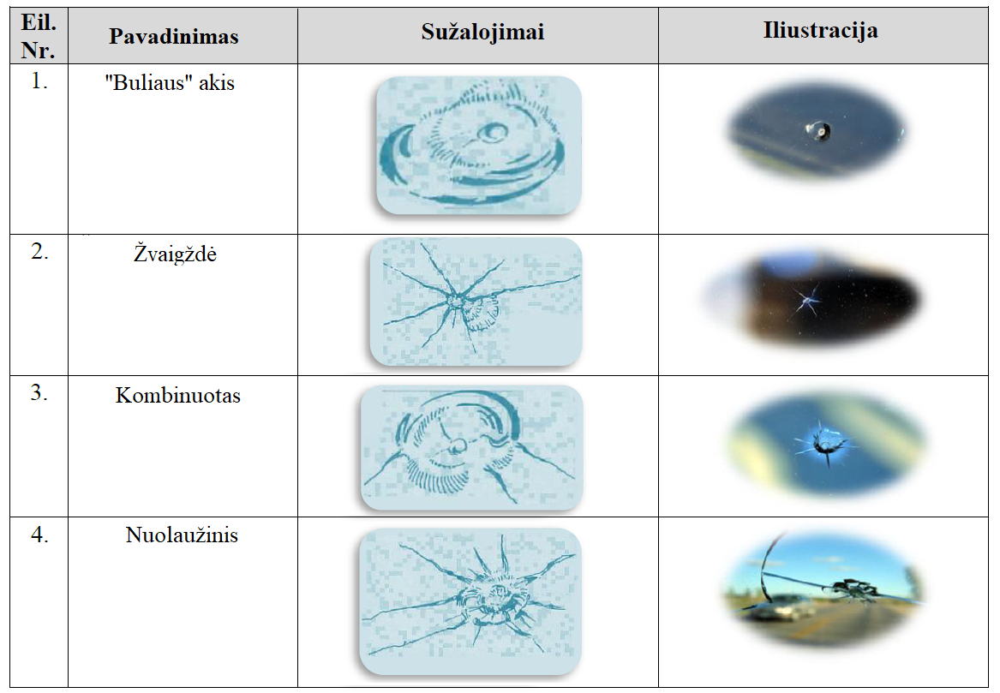 Eil.
Nr.
Pavadinimas
Sužalojimai
Iliustracija
1.
"Buliaus" akis
2.
Žvaigždė
3.
Kombinuotas
4.
Nuolaužinis